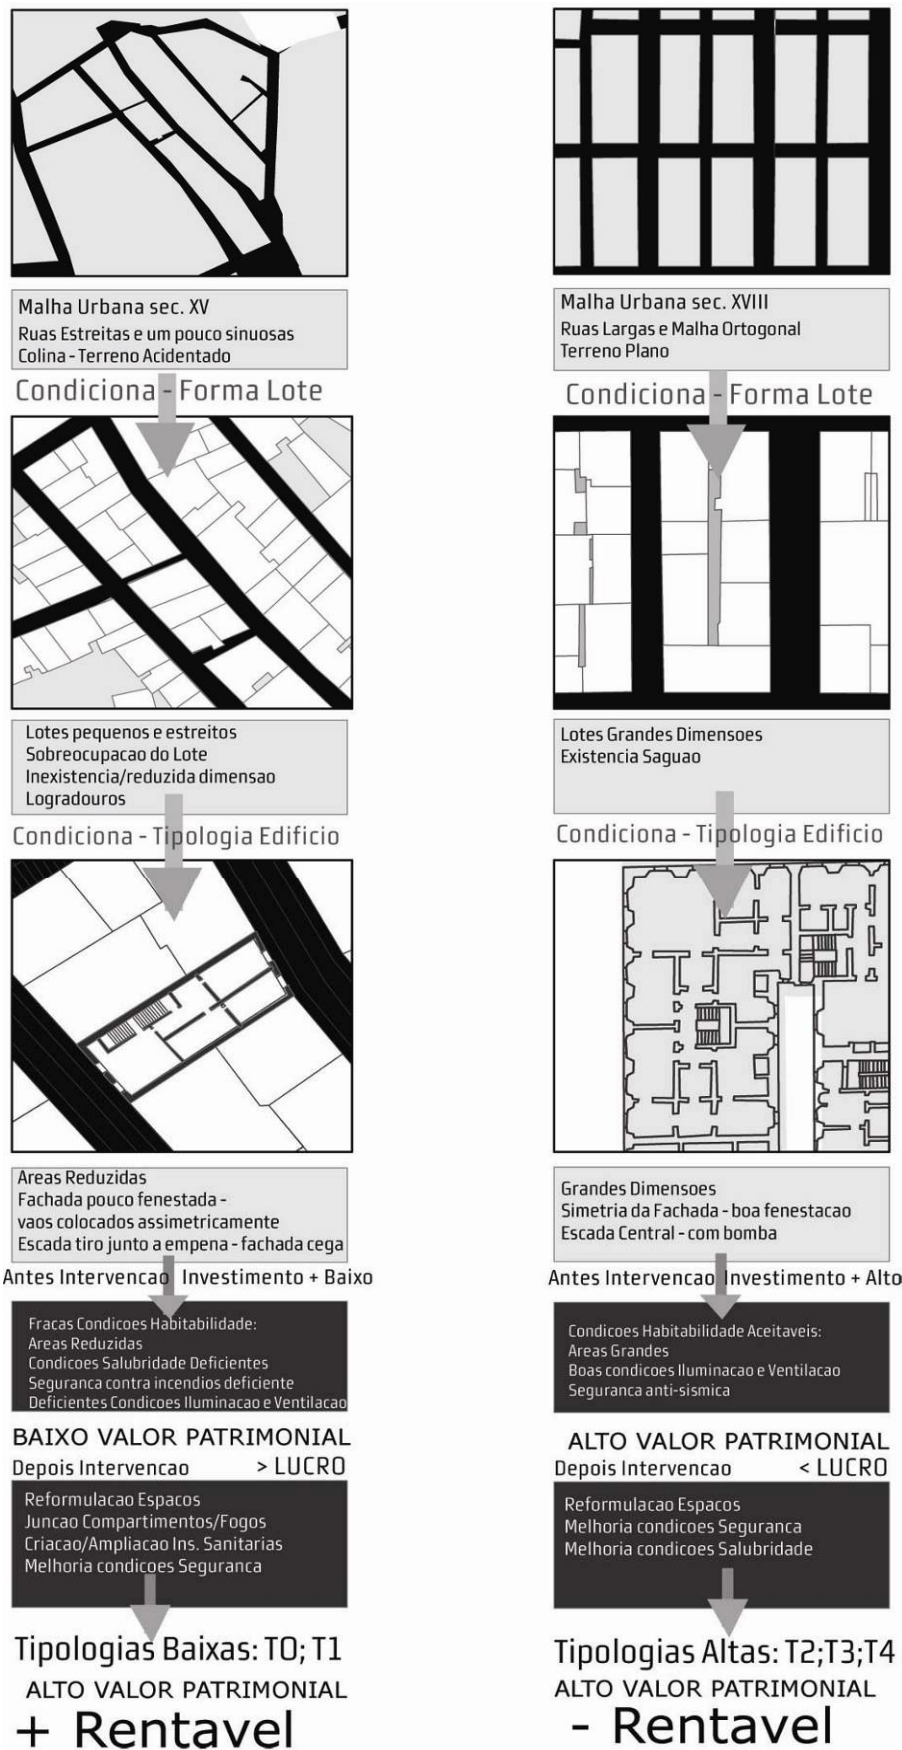 Malha Urbana sec. XV
Ruas Estreitas e um pouco sinuosas
Colina - Terreno Acidentado
Condiciona - Forma Lote
Lotes pequenos e estreitos
Sobreocupacao do Lote
Inexistencia/reduzida dimensao
Logradouros
Condiciona - Tipologia Edificio
Areas Reduzidas
Fachada pouco fenestada -
vaos colocados assimetricamente
Escada tiro junto a empena - fachada cega
Antes Intervencao Investimento + Baixo
Fracas Condicoes Habitabilidade:
Areas Reduzidas
Condicoes Salubridade Deficientes
Seguranca contra incendios deficiente
Deficientes Condicoes Iluminacao e Ventilacao
BAIXO VALOR PATRIMONIAL
Depois Intervencao > LUCRO
Reformulacao Espacos
Juncao Compartimentos/Fogos
Criacao/Ampliacao Ins. Sanitarias
Melhoria condicoes Seguranca
Tipologias Baixas: T0; T1
ALTO VALOR PATRIMONIAL
+ Rentavel
Malha Urbana sec. XVIII
Ruas Largas e Malha Ortogonal
Terreno Plano
Condiciona - Forma Lote
Lotes Grandes Dimensoes
Existencia Saguao
Condiciona - Tipologia Edificio
Grandes Dimensoes
Simetria da Fachada - boa fenestacao
Escada Central - com bomba
Antes Intervencao Investimento + Alto
Condicoes Habitabilidade Aceitaveis:
Areas Grandes
Boas condicoes Iluminacao e Ventilacao
Seguranca anti-sismica
ALTO VALOR PATRIMONIAL
Depois Intervencao < LUCRO
Reformulacao Espacos
Melhoria condicoes Seguranca
Melhoria condicoes Salubridade
Tipologias Altas: T2;T3;T4
ALTO VALOR PATRIMONIAL
- Rentavel